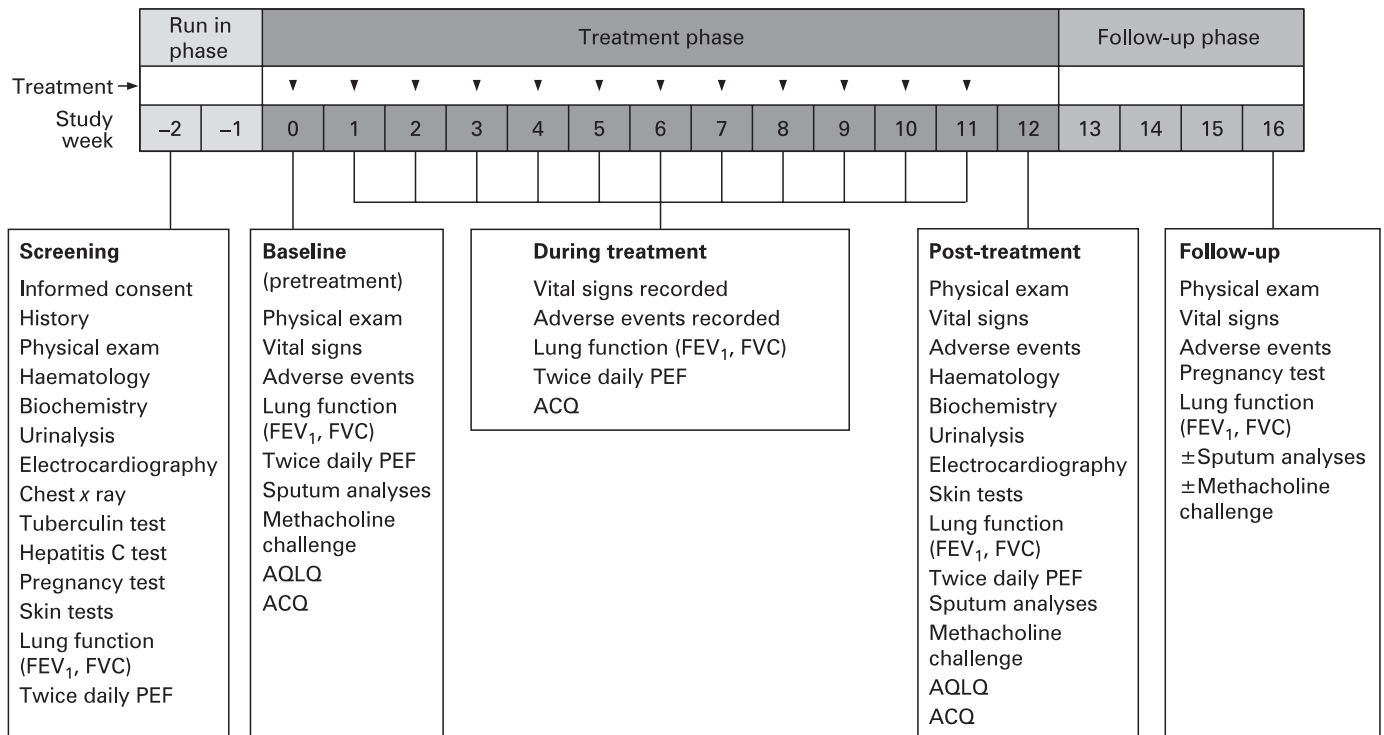 Run in
phase
Treatment phase
Follow-up phase
Treatment
Study
week
–2 –1 0 1 2 3 4 5 6 7 8 9 10 11 12 13 14 15 16
Screening
Informed consent
History
Physical exam
Haematology
Biochemistry
Urinalysis
Electrocardiography
Chest x ray
Tuberculin test
Hepatitis C test
Pregnancy test
Skin tests
Lung function
(FEV₁, FVC)
Twice daily PEF
Baseline
(pretreatment)
Physical exam
Vital signs
Adverse events
Lung function
(FEV₁, FVC)
Twice daily PEF
Sputum analyses
Methacholine
challenge
AQLQ
ACQ
During treatment
Vital signs recorded
Adverse events recorded
Lung function (FEV₁, FVC)
Twice daily PEF
ACQ
Post-treatment
Physical exam
Vital signs
Adverse events
Haematology
Biochemistry
Urinalysis
Electrocardiography
Skin tests
Lung function
(FEV₁, FVC)
Twice daily PEF
Sputum analyses
Methacholine
challenge
AQLQ
ACQ
Follow-up
Physical exam
Vital signs
Adverse events
Pregnancy test
Lung function
(FEV₁, FVC)
±Sputum analyses
±Methacholine
challenge